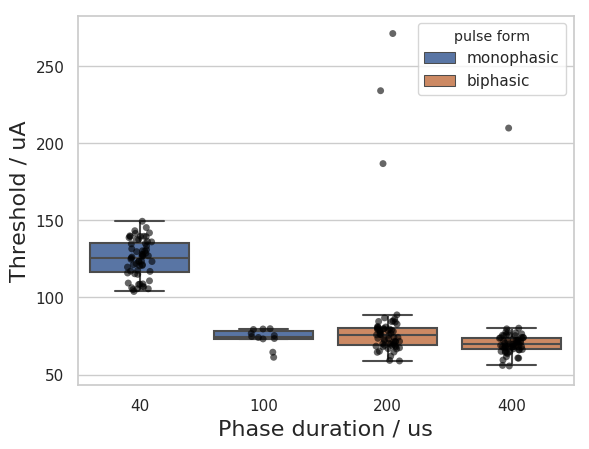 pulse form
monophasic
biphasic
Threshold / uA
250
200
150
100
50
40
100
200
400
Phase duration / us